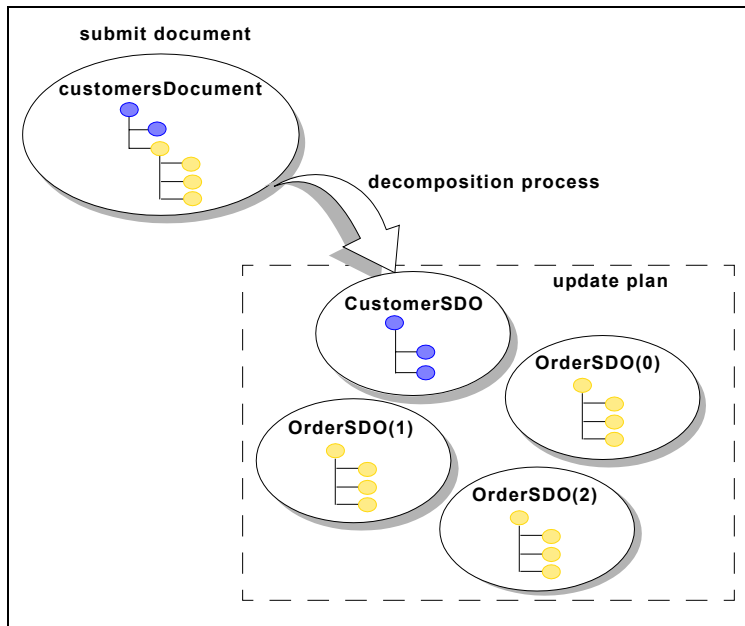 submit document
customersDocument
decomposition process
update plan
CustomerSDO
OrderSDO(0)
OrderSDO(1)
OrderSDO(2)